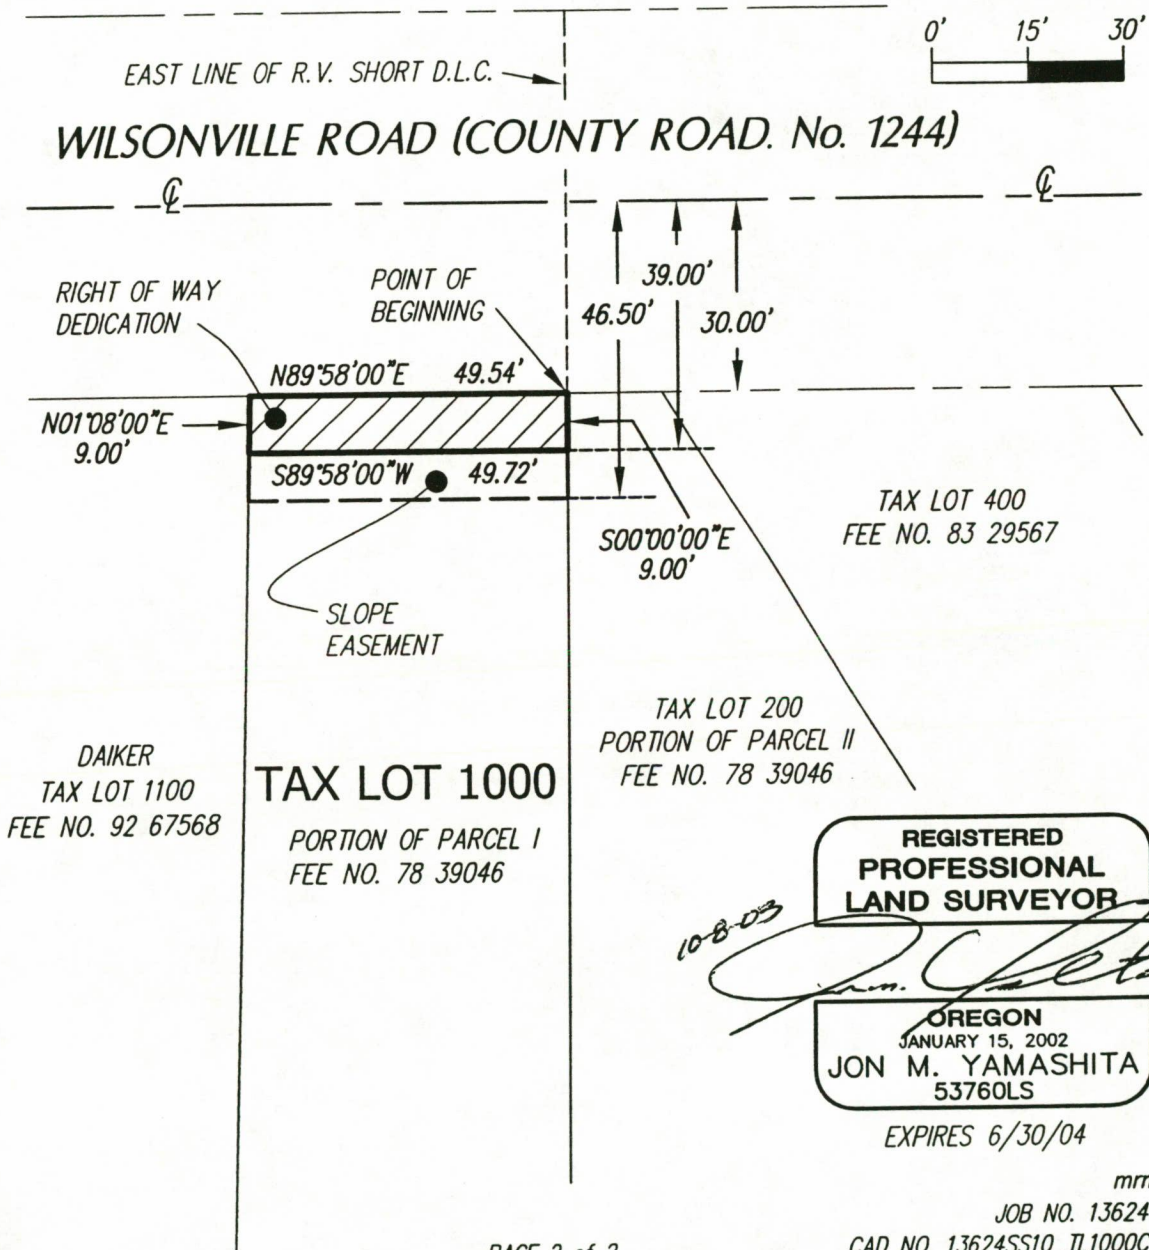 0' 15' 30'
EAST LINE OF R.V. SHORT D.L.C.
WILSONVILLE ROAD (COUNTY ROAD. No. 1244)
℄ ℄
RIGHT OF WAY
DEDICATION
POINT OF
BEGINNING
39.00'
46.50'
30.00'
N89°58'00"E 49.54'
N01°08'00"E
9.00'
S89°58'00"W 49.72'
S00°00'00"E
9.00'
TAX LOT 400
FEE NO. 83 29567
SLOPE
EASEMENT
TAX LOT 200
PORTION OF PARCEL II
FEE NO. 78 39046
DAIKER
TAX LOT 1100
FEE NO. 92 67568
TAX LOT 1000
PORTION OF PARCEL I
FEE NO. 78 39046
REGISTERED
PROFESSIONAL
LAND SURVEYOR
10-8-03
OREGON
JANUARY 15, 2002
JON M. YAMASHITA
53760LS
EXPIRES 6/30/04
JOB NO. 13624
CAD NO. 13624SS10_TL1000C